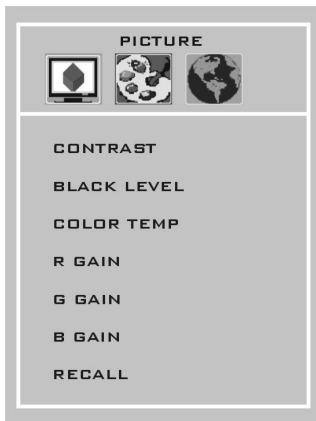 PICTURE
CONTRAST
BLACK LEVEL
COLOR TEMP
R GAIN
G GAIN
B GAIN
RECALL